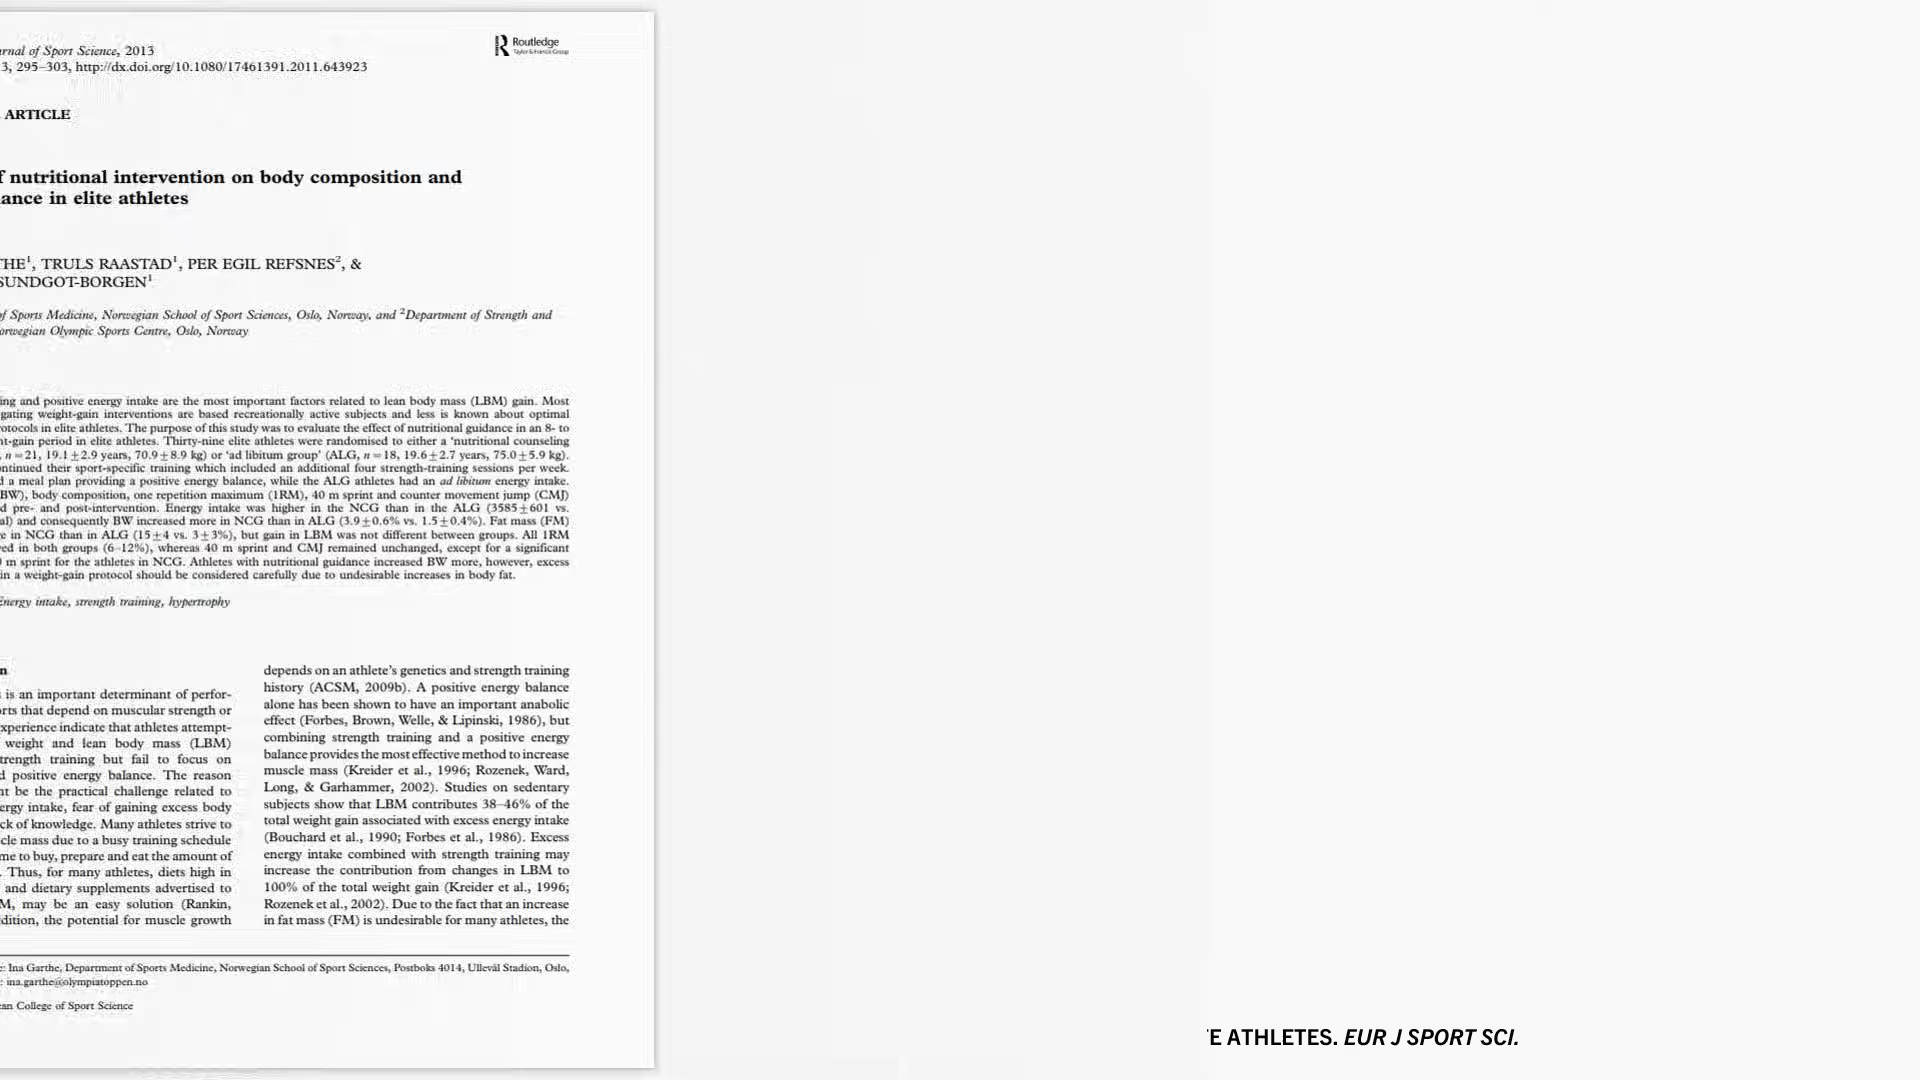 rnal of Sport Science, 2013
3, 295–303, http://dx.doi.org/10.1080/17461391.2011.643923
Routledge
Taylor & Francis Group
ARTICLE
f nutritional intervention on body composition and
ance in elite athletes
THE¹, TRULS RAASTAD¹, PER EGIL REFSNES², &
SUNDGOT-BORGEN¹
of Sports Medicine, Norwegian School of Sport Sciences, Oslo, Norway, and ²Department of Strength and
orwegian Olympic Sports Centre, Oslo, Norway
ing and positive energy intake are the most important factors related to lean body mass (LBM) gain. Most
gating weight-gain interventions are based recreationally active subjects and less is known about optimal
otocols in elite athletes. The purpose of this study was to evaluate the effect of nutritional guidance in an 8- to
ht-gain period in elite athletes. Thirty-nine elite athletes were randomised to either a 'nutritional counseling
, n=21, 19.1±2.9 years, 70.9±8.9 kg) or 'ad libitum group' (ALG, n=18, 19.6±2.7 years, 75.0±5.9 kg).
ontinued their sport-specific training which included an additional four strength-training sessions per week.
d a meal plan providing a positive energy balance, while the ALG athletes had an ad libitum energy intake.
BW), body composition, one repetition maximum (1RM), 40 m sprint and counter movement jump (CMJ)
d pre- and post-intervention. Energy intake was higher in the NCG than in the ALG (3585±601 vs.
al) and consequently BW increased more in NCG than in ALG (3.9±0.6% vs. 1.5±0.4%). Fat mass (FM)
e in NCG than in ALG (15±4 vs. 3±3%), but gain in LBM was not different between groups. All 1RM
ed in both groups (6–12%), whereas 40 m sprint and CMJ remained unchanged, except for a significant
m sprint for the athletes in NCG. Athletes with nutritional guidance increased BW more, however, excess
in a weight-gain protocol should be considered carefully due to undesirable increases in body fat.
Energy intake, strength training, hypertrophy
n
s is an important determinant of perfor-
orts that depend on muscular strength or
xperience indicate that athletes attempt-
weight and lean body mass (LBM)
trength training but fail to focus on
d positive energy balance. The reason
ht be the practical challenge related to
ergy intake, fear of gaining excess body
ck of knowledge. Many athletes strive to
cle mass due to a busy training schedule
me to buy, prepare and eat the amount of
. Thus, for many athletes, diets high in
and dietary supplements advertised to
M, may be an easy solution (Rankin,
dition, the potential for muscle growth
depends on an athlete's genetics and strength training
history (ACSM, 2009b). A positive energy balance
alone has been shown to have an important anabolic
effect (Forbes, Brown, Welle, & Lipinski, 1986), but
combining strength training and a positive energy
balance provides the most effective method to increase
muscle mass (Kreider et al., 1996; Rozenek, Ward,
Long, & Garhammer, 2002). Studies on sedentary
subjects show that LBM contributes 38–46% of the
total weight gain associated with excess energy intake
(Bouchard et al., 1990; Forbes et al., 1986). Excess
energy intake combined with strength training may
increase the contribution from changes in LBM to
100% of the total weight gain (Kreider et al., 1996;
Rozenek et al., 2002). Due to the fact that an increase
in fat mass (FM) is undesirable for many athletes, the
e: Ina Garthe, Department of Sports Medicine, Norwegian School of Sport Sciences, Postboks 4014, Ullevål Stadion, Oslo,
: ina.garthe@olympiatoppen.no
ean College of Sport Science
E ATHLETES. EUR J SPORT SCI.